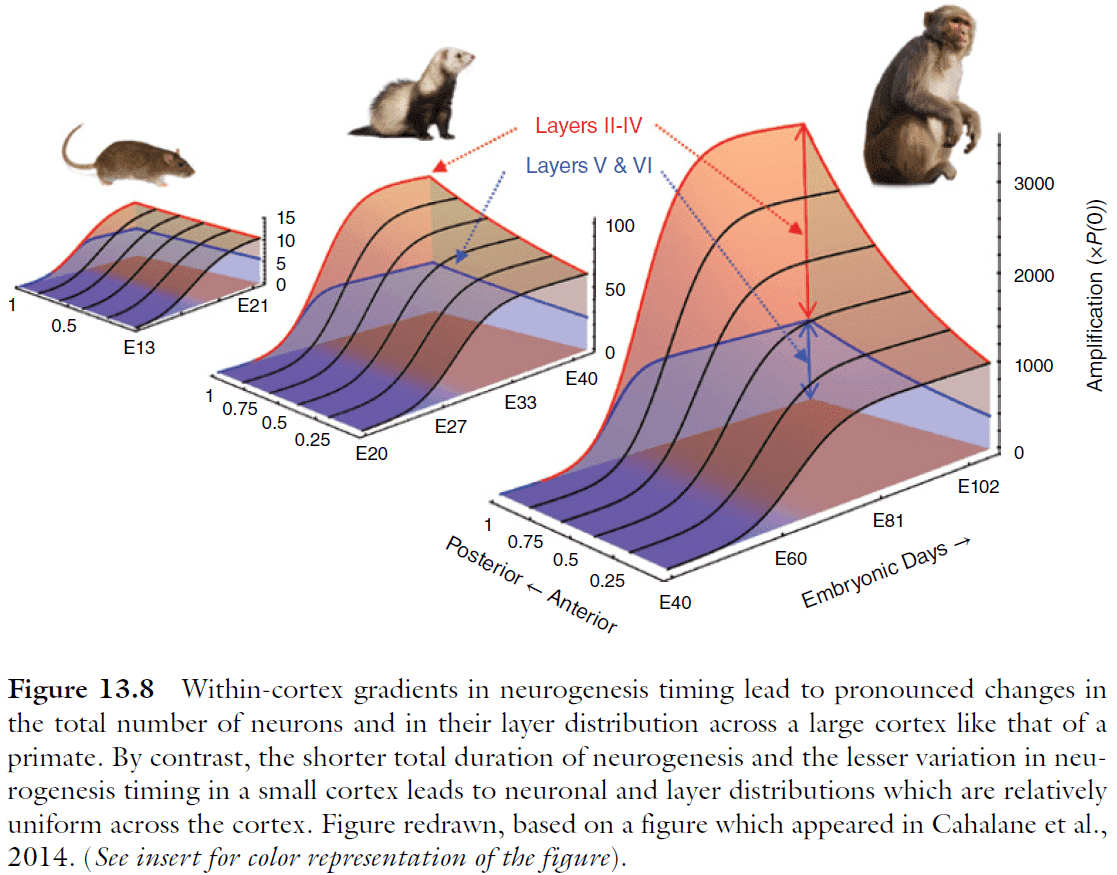 Layers II-IV
Layers V & VI
15
10
5
0
1
0.5
E13
E21
100
50
0
1
0.75
0.5
0.25
E20
E27
E33
E40
3000
2000
1000
0
Amplification (×P(0))
1
0.75
0.5
0.25
E40
E60
E81
E102
Posterior ← Anterior
Embryonic Days →
Figure 13.8 Within-cortex gradients in neurogenesis timing lead to pronounced changes in
the total number of neurons and in their layer distribution across a large cortex like that of a
primate. By contrast, the shorter total duration of neurogenesis and the lesser variation in neu-
rogenesis timing in a small cortex leads to neuronal and layer distributions which are relatively
uniform across the cortex. Figure redrawn, based on a figure which appeared in Cahalane et al.,
2014. (See insert for color representation of the figure).